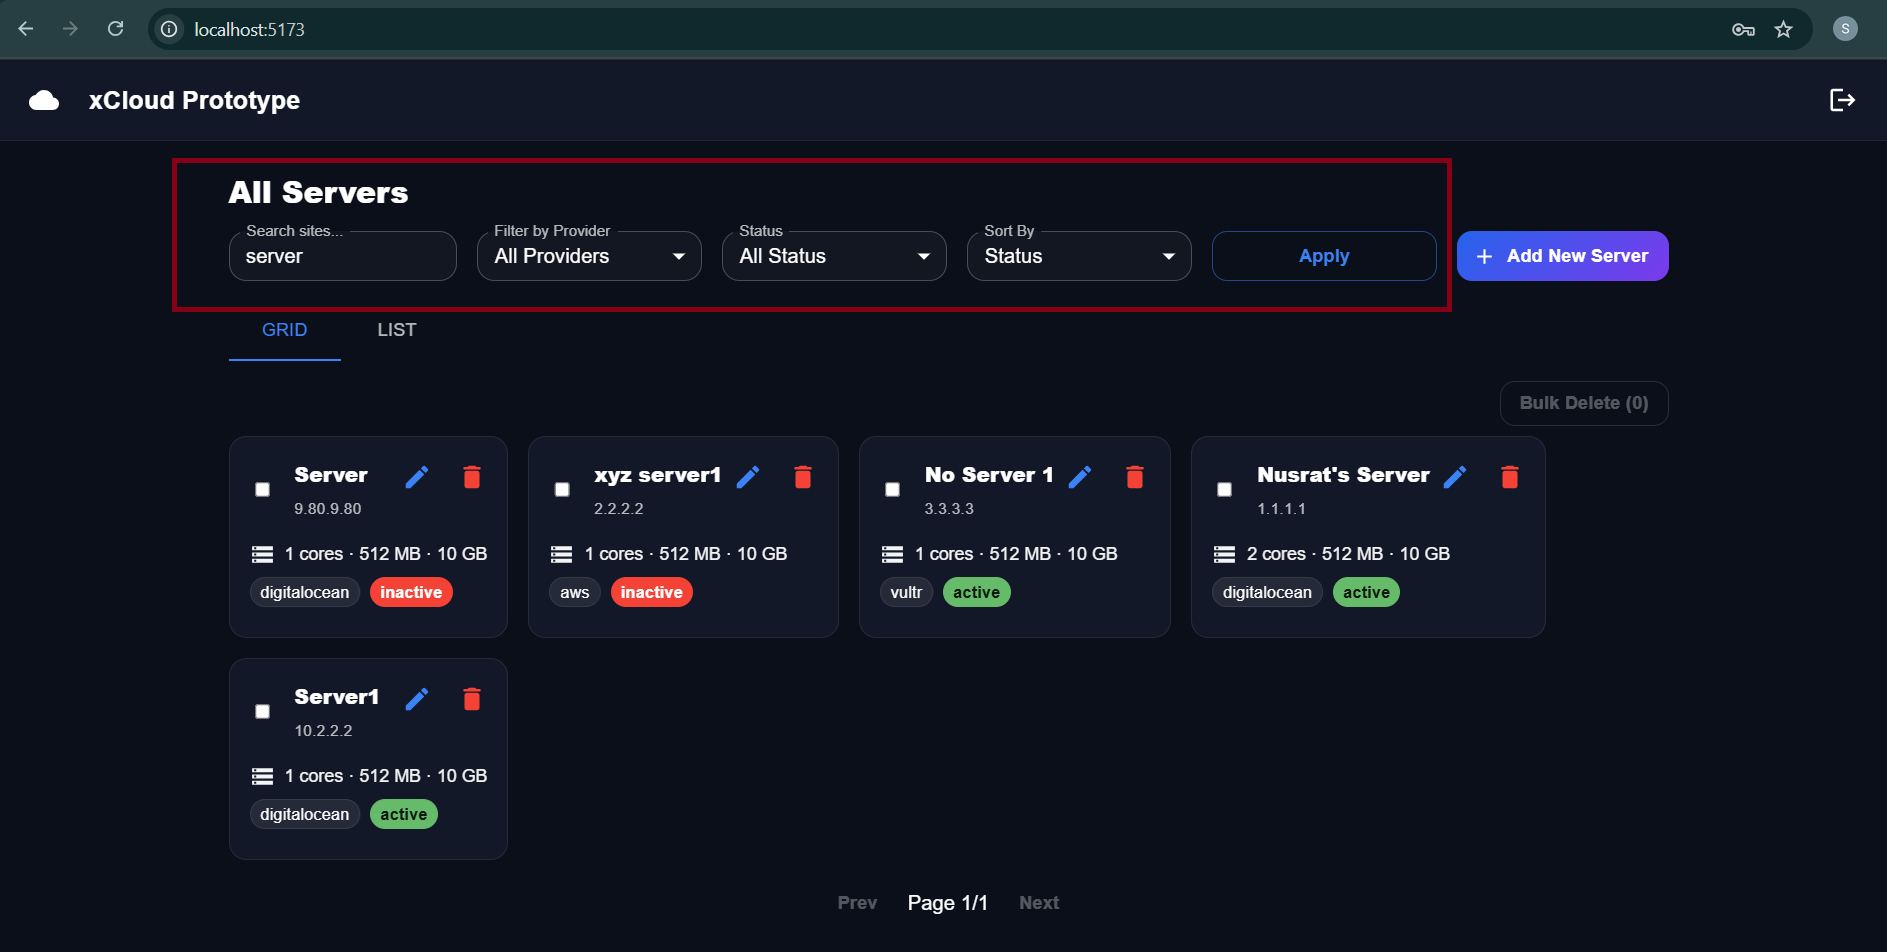 localhost:5173
S
xCloud Prototype
All Servers
Search sites... Filter by Provider Status Sort By
server All Providers All Status Status Apply + Add New Server
GRID LIST
Bulk Delete (0)
Server
9.80.9.80
1 cores · 512 MB · 10 GB
digitalocean inactive
xyz server1
2.2.2.2
1 cores · 512 MB · 10 GB
aws inactive
No Server 1
3.3.3.3
1 cores · 512 MB · 10 GB
vultr active
Nusrat's Server
1.1.1.1
2 cores · 512 MB · 10 GB
digitalocean active
Server1
10.2.2.2
1 cores · 512 MB · 10 GB
digitalocean active
Prev Page 1/1 Next